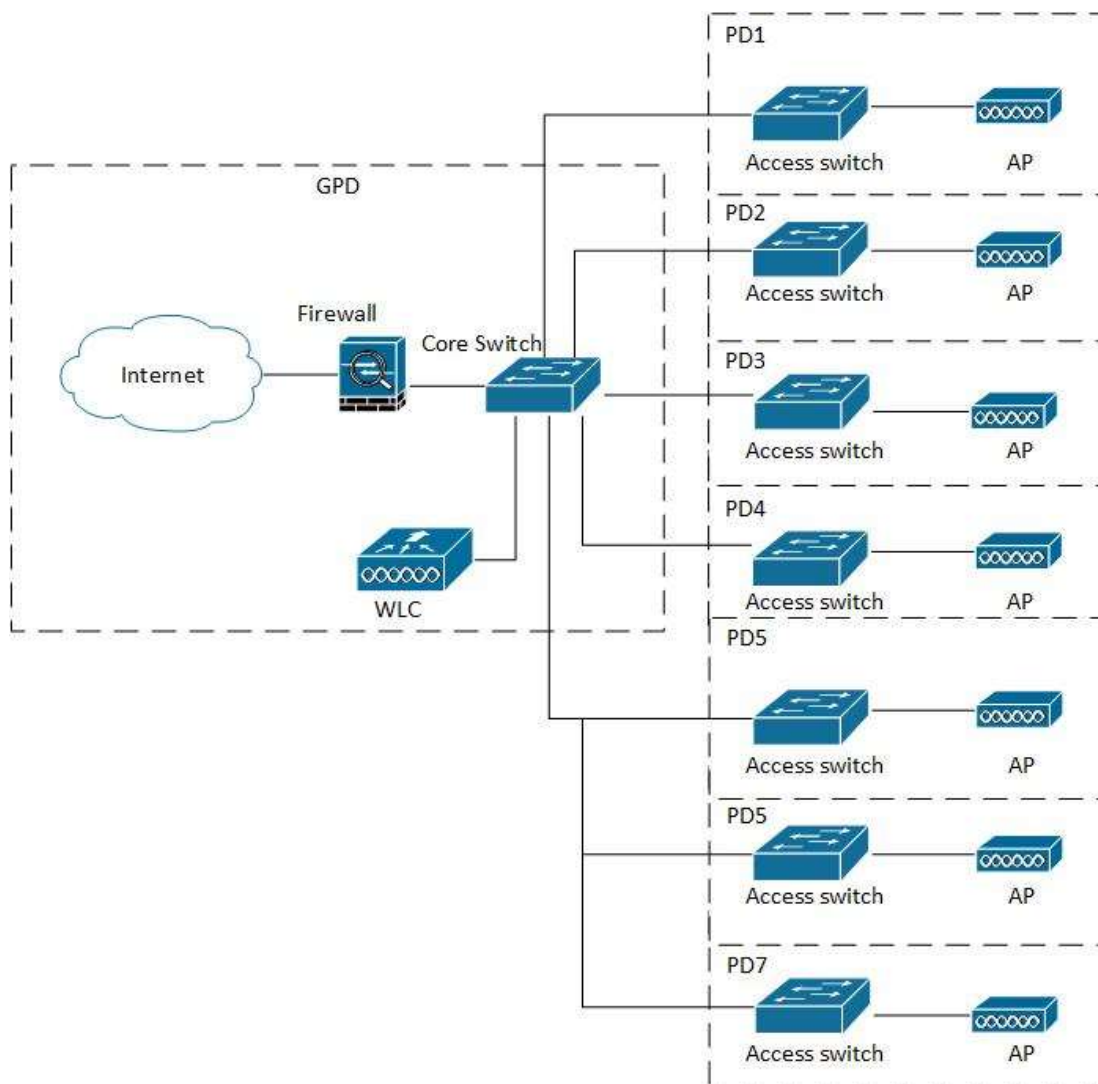 PD1
Access switch
AP
GPD
PD2
Access switch
AP
Firewall
Core Switch
Internet
PD3
Access switch
AP
PD4
Access switch
AP
WLC
PD5
Access switch
AP
PD5
Access switch
AP
PD7
Access switch
AP